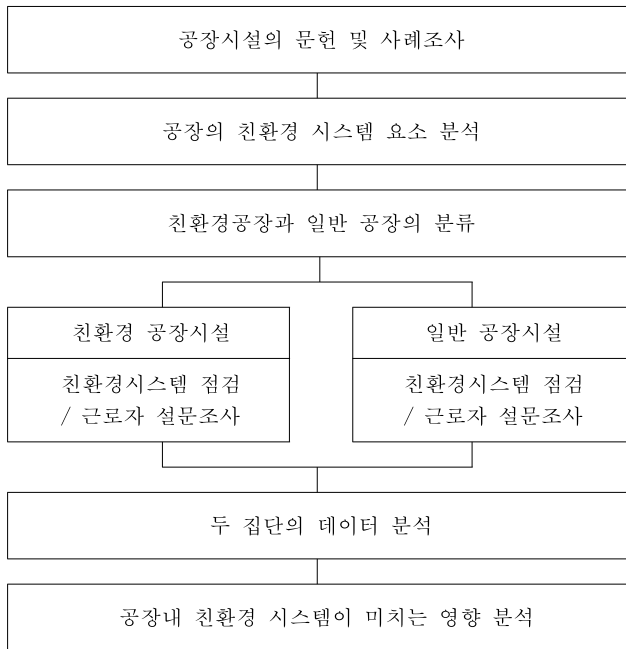 공장시설의 문헌 및 사례조사
공장의 친환경 시스템 요소 분석
친환경공장과 일반 공장의 분류
친환경 공장시설
친환경시스템 점검
/ 근로자 설문조사
일반 공장시설
친환경시스템 점검
/ 근로자 설문조사
두 집단의 데이터 분석
공장내 친환경 시스템이 미치는 영향 분석